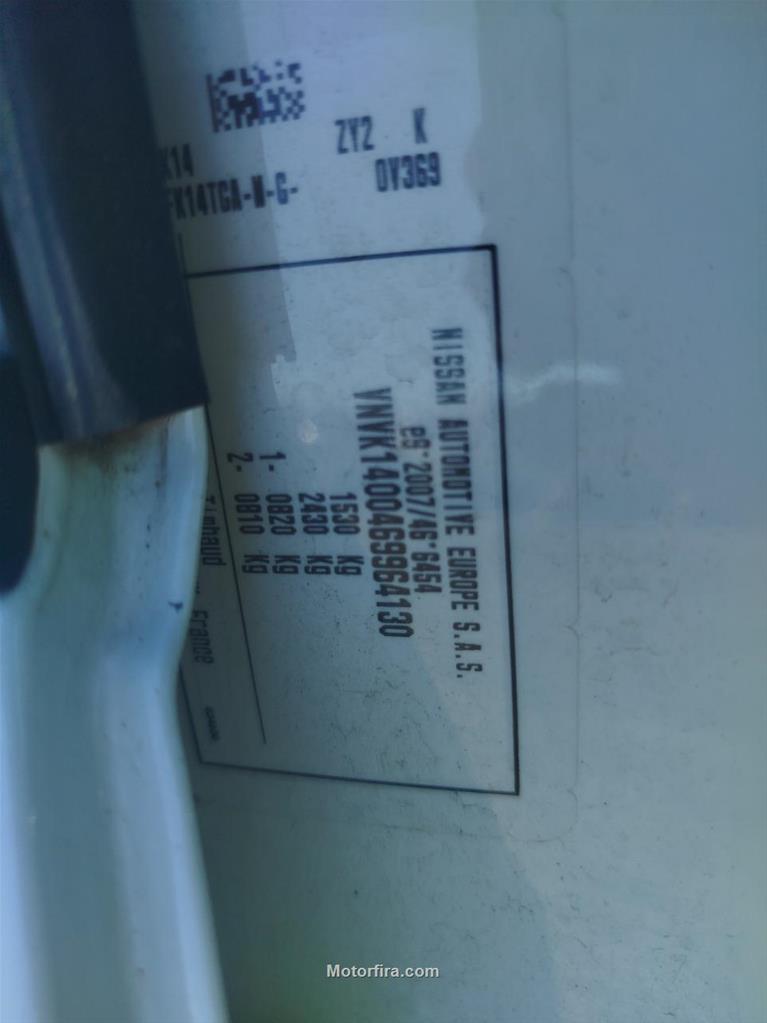 ZY2 K
K14
0V369
K14TGA-N-G-
NISSAN AUTOMOTIVE EUROPE S.A.S.
e9*2007/46*6454
VNVK1400469964130
1530 Kg
2430 Kg
1- 0820 Kg
2- 0810 Kg
France
Motorfira.com